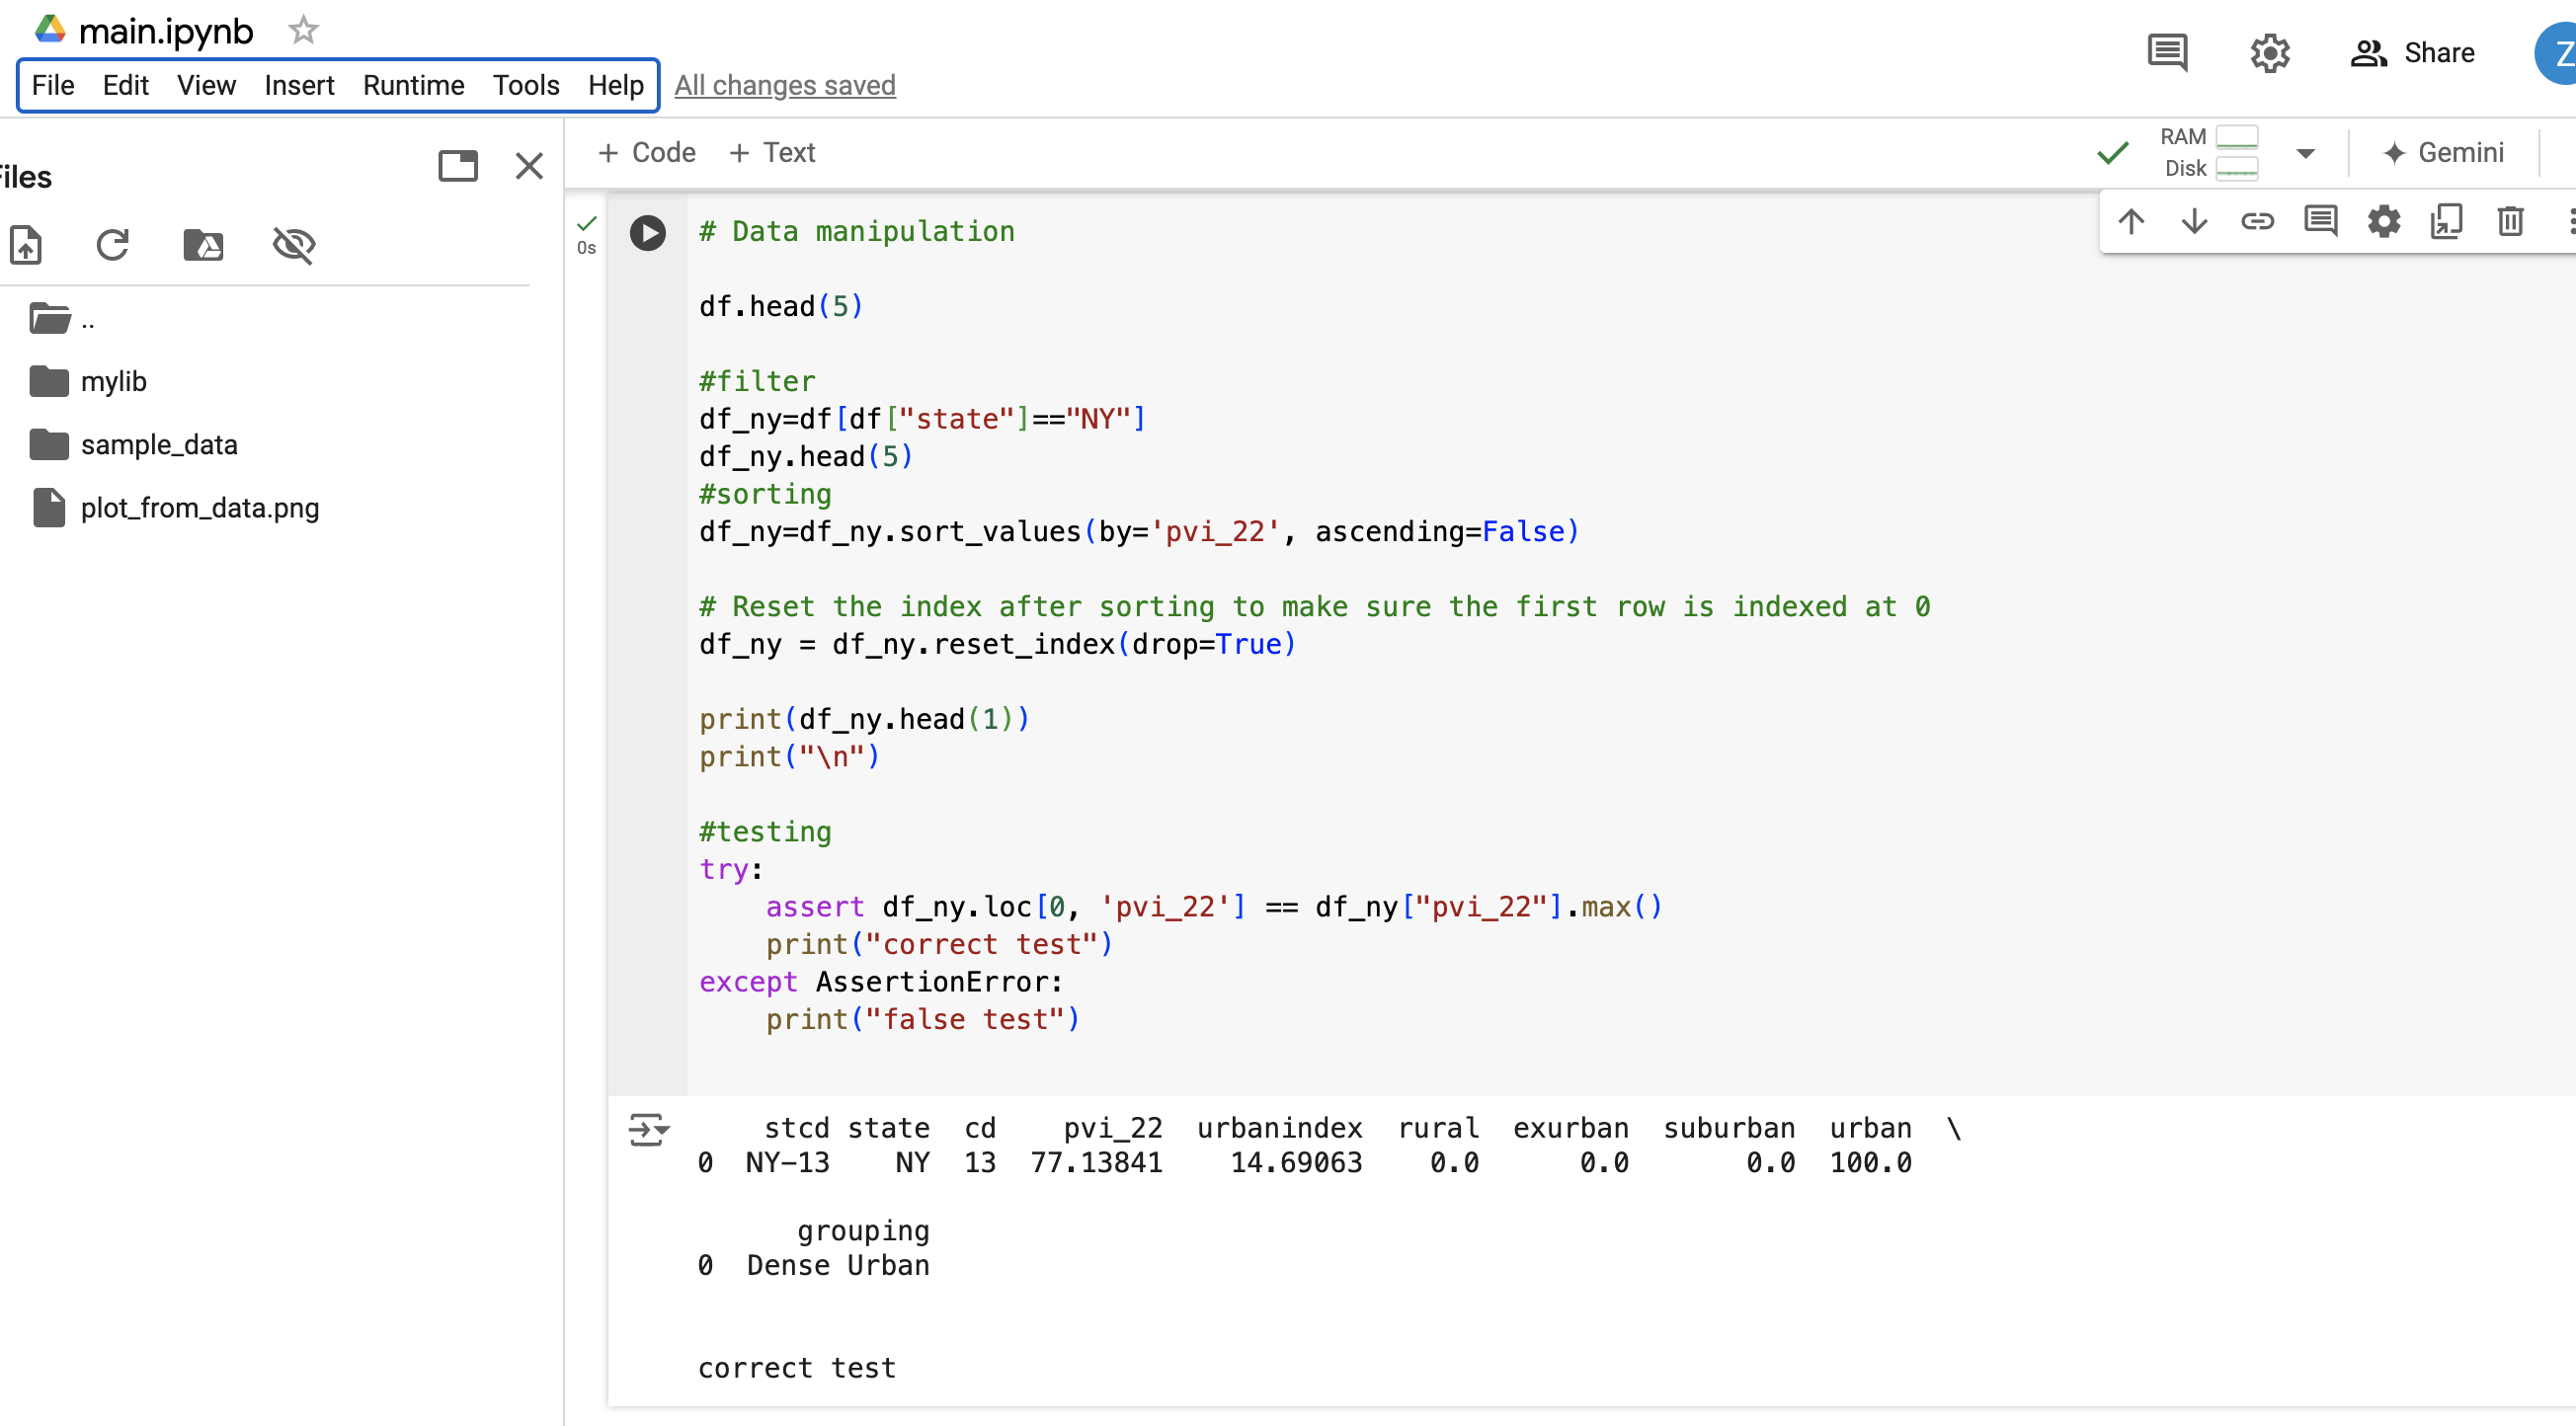 main.ipynb
File Edit View Insert Runtime Tools Help All changes saved
Share
Z
Files
+ Code + Text
RAM
Disk
Gemini
..
mylib
sample_data
plot_from_data.png
0s
# Data manipulation
df.head(5)
#filter
df_ny=df[df["state"]=="NY"]
df_ny.head(5)
#sorting
df_ny=df_ny.sort_values(by='pvi_22', ascending=False)
# Reset the index after sorting to make sure the first row is indexed at 0
df_ny = df_ny.reset_index(drop=True)
print(df_ny.head(1))
print("\n")
#testing
try:
    assert df_ny.loc[0, 'pvi_22'] == df_ny["pvi_22"].max()
    print("correct test")
except AssertionError:
    print("false test")
stcd state cd pvi_22 urbanindex rural exurban suburban urban \
0 NY-13 NY 13 77.13841 14.69063 0.0 0.0 0.0 100.0
grouping
0 Dense Urban
correct test